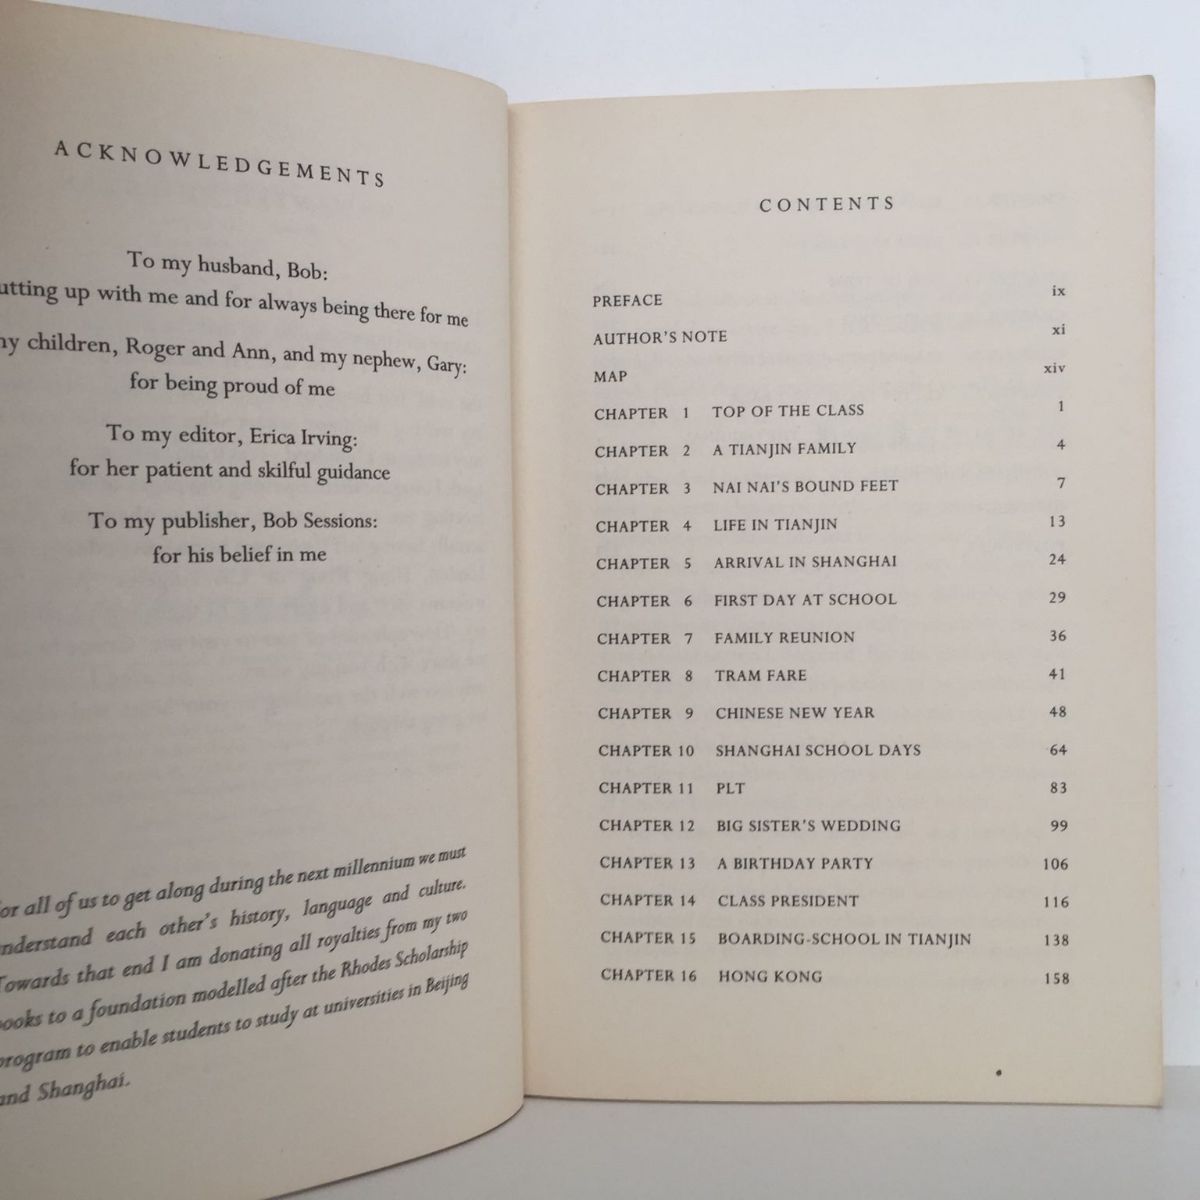 ACKNOWLEDGEMENTS
To my husband, Bob:
utting up with me and for always being there for me
ny children, Roger and Ann, and my nephew, Gary:
for being proud of me
To my editor, Erica Irving:
for her patient and skilful guidance
To my publisher, Bob Sessions:
for his belief in me
or all of us to get along during the next millennium we must
nderstand each other's history, language and culture.
Towards that end I am donating all royalties from my two
ooks to a foundation modelled after the Rhodes Scholarship
program to enable students to study at universities in Beijing
and Shanghai.
CONTENTS
PREFACE ix
AUTHOR'S NOTE xi
MAP xiv
CHAPTER 1 TOP OF THE CLASS 1
CHAPTER 2 A TIANJIN FAMILY 4
CHAPTER 3 NAI NAI'S BOUND FEET 7
CHAPTER 4 LIFE IN TIANJIN 13
CHAPTER 5 ARRIVAL IN SHANGHAI 24
CHAPTER 6 FIRST DAY AT SCHOOL 29
CHAPTER 7 FAMILY REUNION 36
CHAPTER 8 TRAM FARE 41
CHAPTER 9 CHINESE NEW YEAR 48
CHAPTER 10 SHANGHAI SCHOOL DAYS 64
CHAPTER 11 PLT 83
CHAPTER 12 BIG SISTER'S WEDDING 99
CHAPTER 13 A BIRTHDAY PARTY 106
CHAPTER 14 CLASS PRESIDENT 116
CHAPTER 15 BOARDING-SCHOOL IN TIANJIN 138
CHAPTER 16 HONG KONG 158